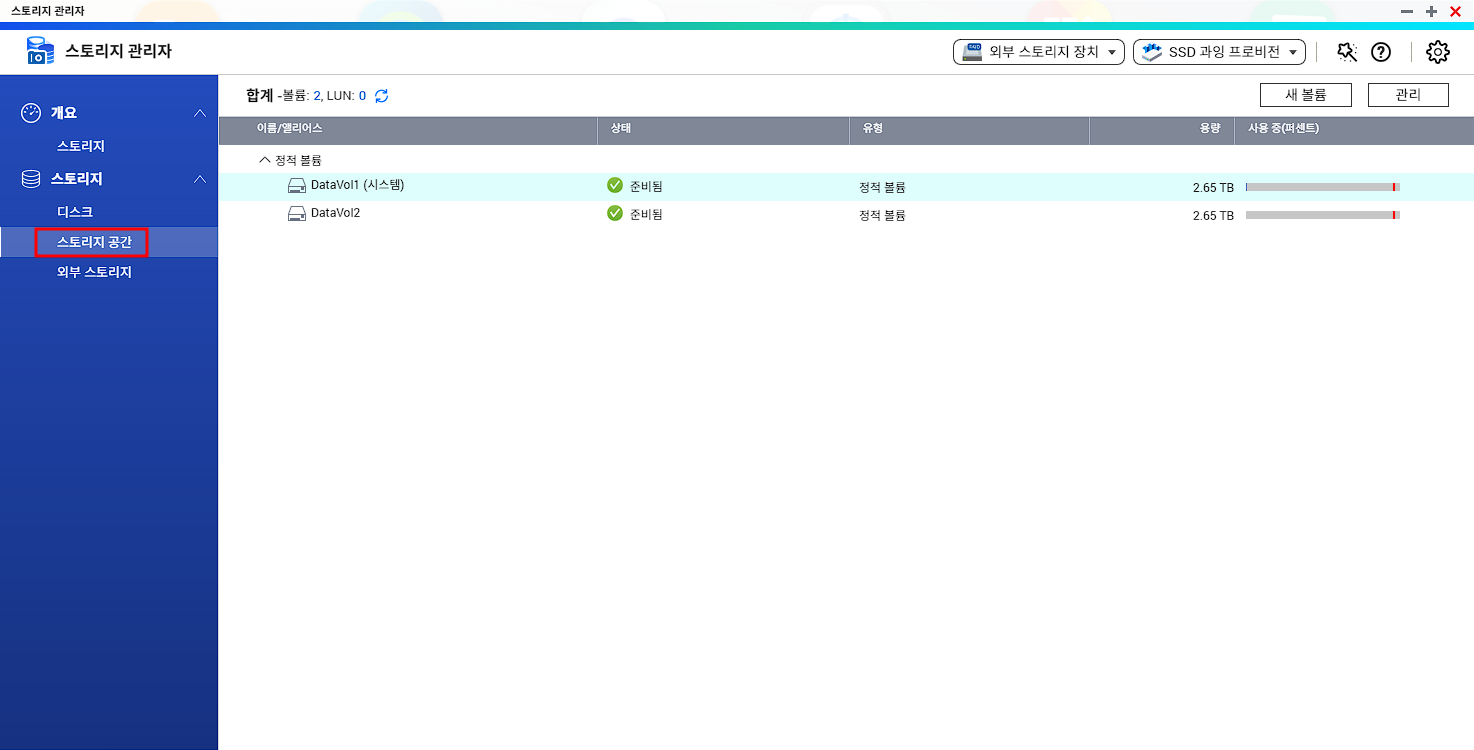 스토리지 관리자
스토리지 관리자
외부 스토리지 장치
SSD 과잉 프로비전
개요
스토리지
스토리지
디스크
스토리지 공간
외부 스토리지
합계 -볼륨: 2, LUN: 0
새 볼륨
관리
이름/앨리어스 상태 유형 용량 사용 중(퍼센트)
정적 볼륨
DataVol1 (시스템) 준비됨 정적 볼륨 2.65 TB
DataVol2 준비됨 정적 볼륨 2.65 TB